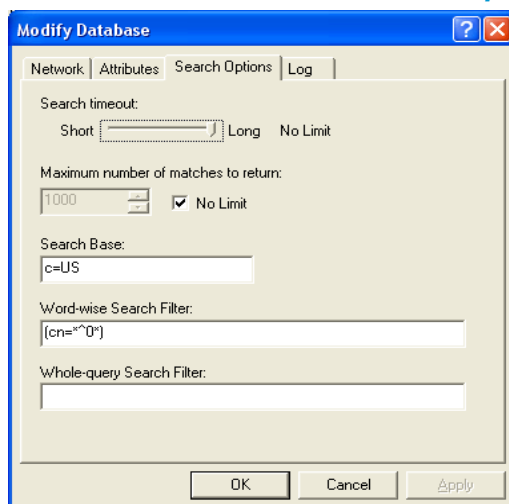 Modify Database
Network Attributes Search Options Log
Search timeout:
Short Long No Limit
Maximum number of matches to return:
1000 No Limit
Search Base:
c=US
Word-wise Search Filter:
(cn=*^0*)
Whole-query Search Filter:
OK Cancel Apply